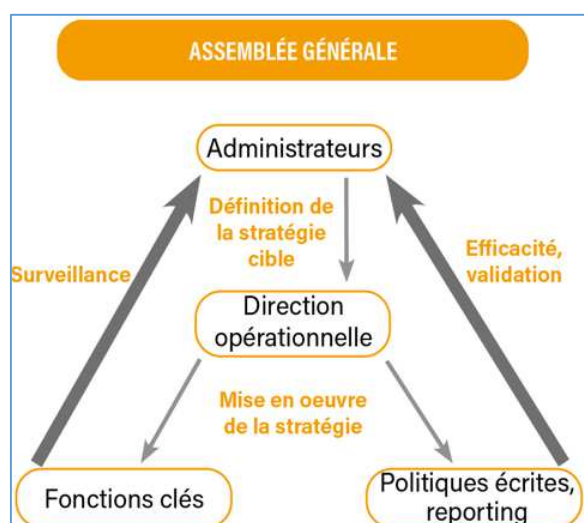 ASSEMBLÉE GÉNÉRALE
Administrateurs
Définition de
la stratégie
cible
Surveillance
Efficacité,
validation
Direction
opérationnelle
Mise en oeuvre
de la stratégie
Fonctions clés
Politiques écrites,
reporting